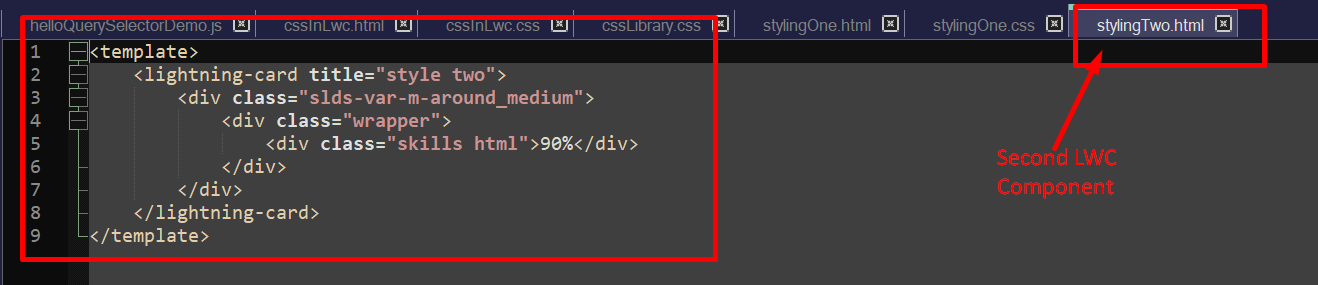 helloQuerySelectorDemo.js cssInLwc.html cssInLwc.css cssLibrary.css stylingOne.html stylingOne.css stylingTwo.html
1 <template>
2 <lightning-card title="style two">
3 <div class="slds-var-m-around_medium">
4 <div class="wrapper">
5 <div class="skills html">90%</div>
6 </div>
7 </div>
8 </lightning-card>
9 </template>
Second LWC
Component